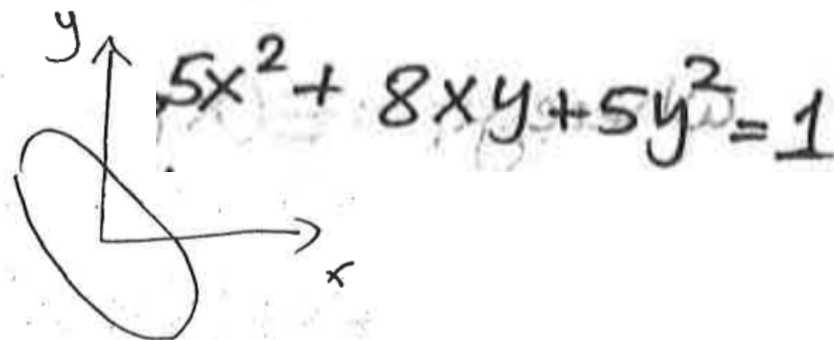 y
5x² + 8xy + 5y² = 1
x